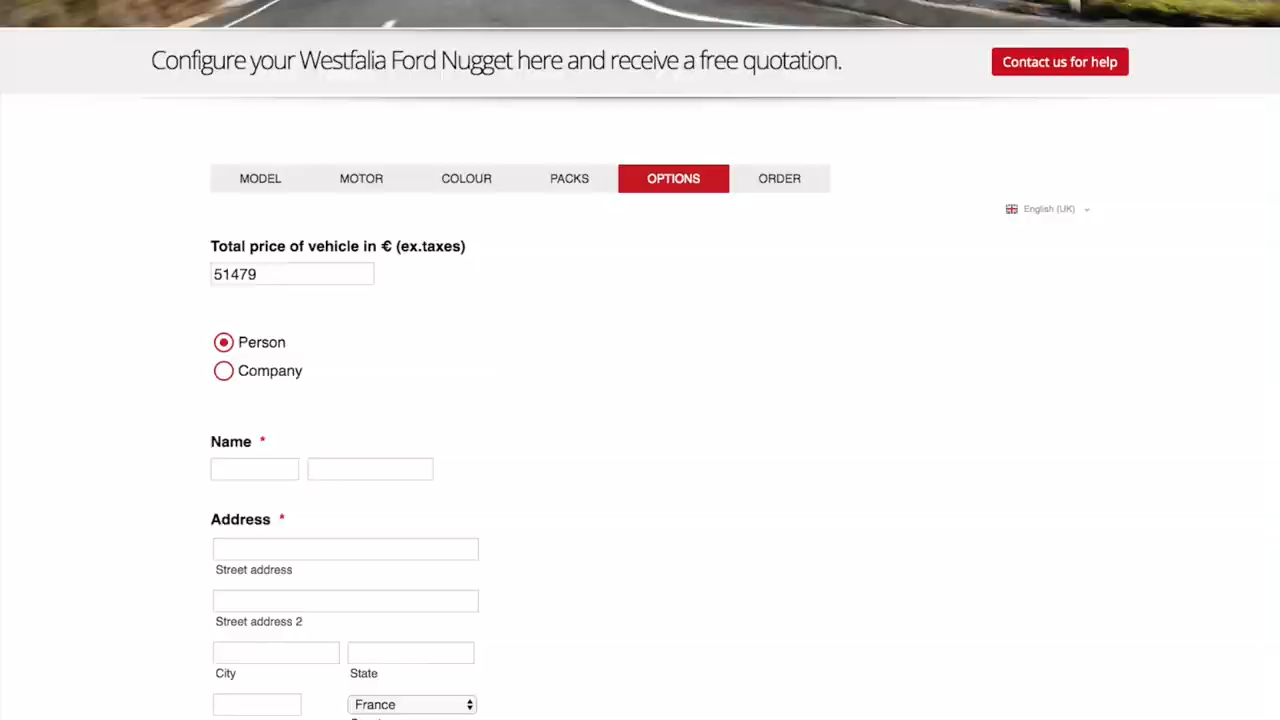 Configure your Westfalia Ford Nugget here and receive a free quotation.
Contact us for help
MODEL MOTOR COLOUR PACKS OPTIONS ORDER
English (UK)
Total price of vehicle in € (ex.taxes)
51479
Person
Company
Name *
Address *
Street address
Street address 2
City State
France